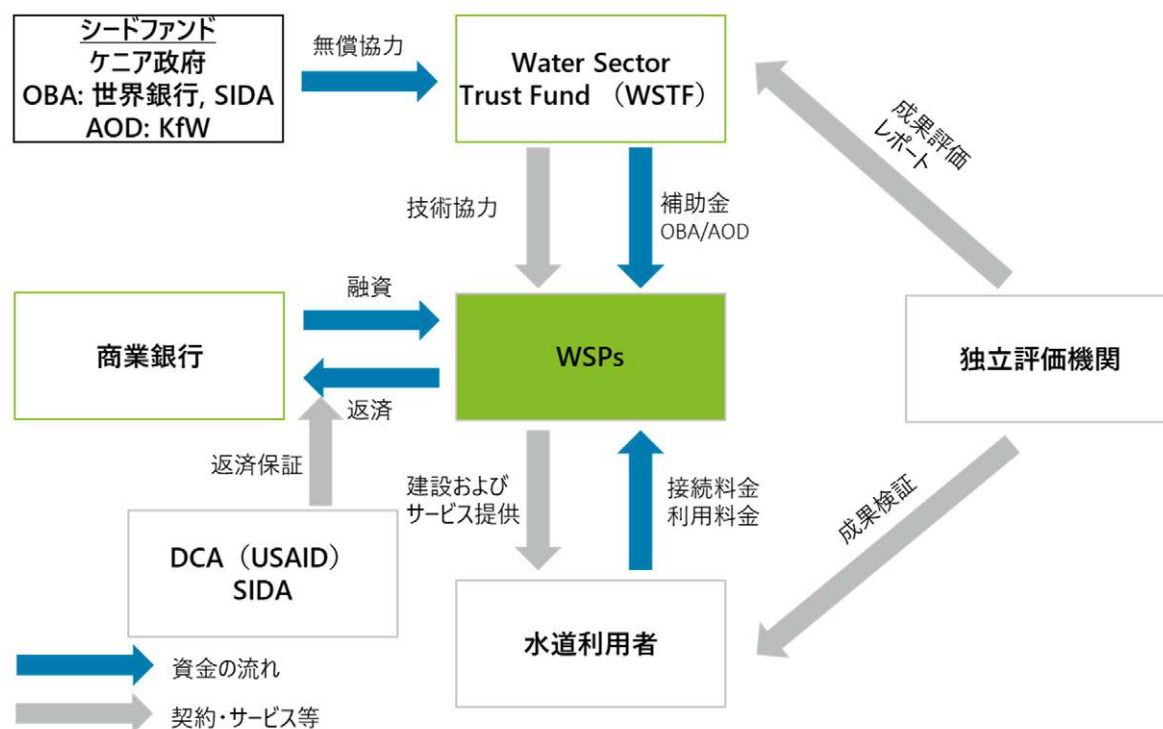 シードファンド
ケニア政府
OBA: 世界銀行, SIDA
AOD: KfW
無償協力
Water Sector
Trust Fund （WSTF）
成果評価
レポート
技術協力
補助金
OBA/AOD
融資
商業銀行
WSPs
独立評価機関
返済
返済保証
建設および
サービス提供
接続料金
利用料金
成果検証
DCA（USAID）
SIDA
水道利用者
資金の流れ
契約・サービス等